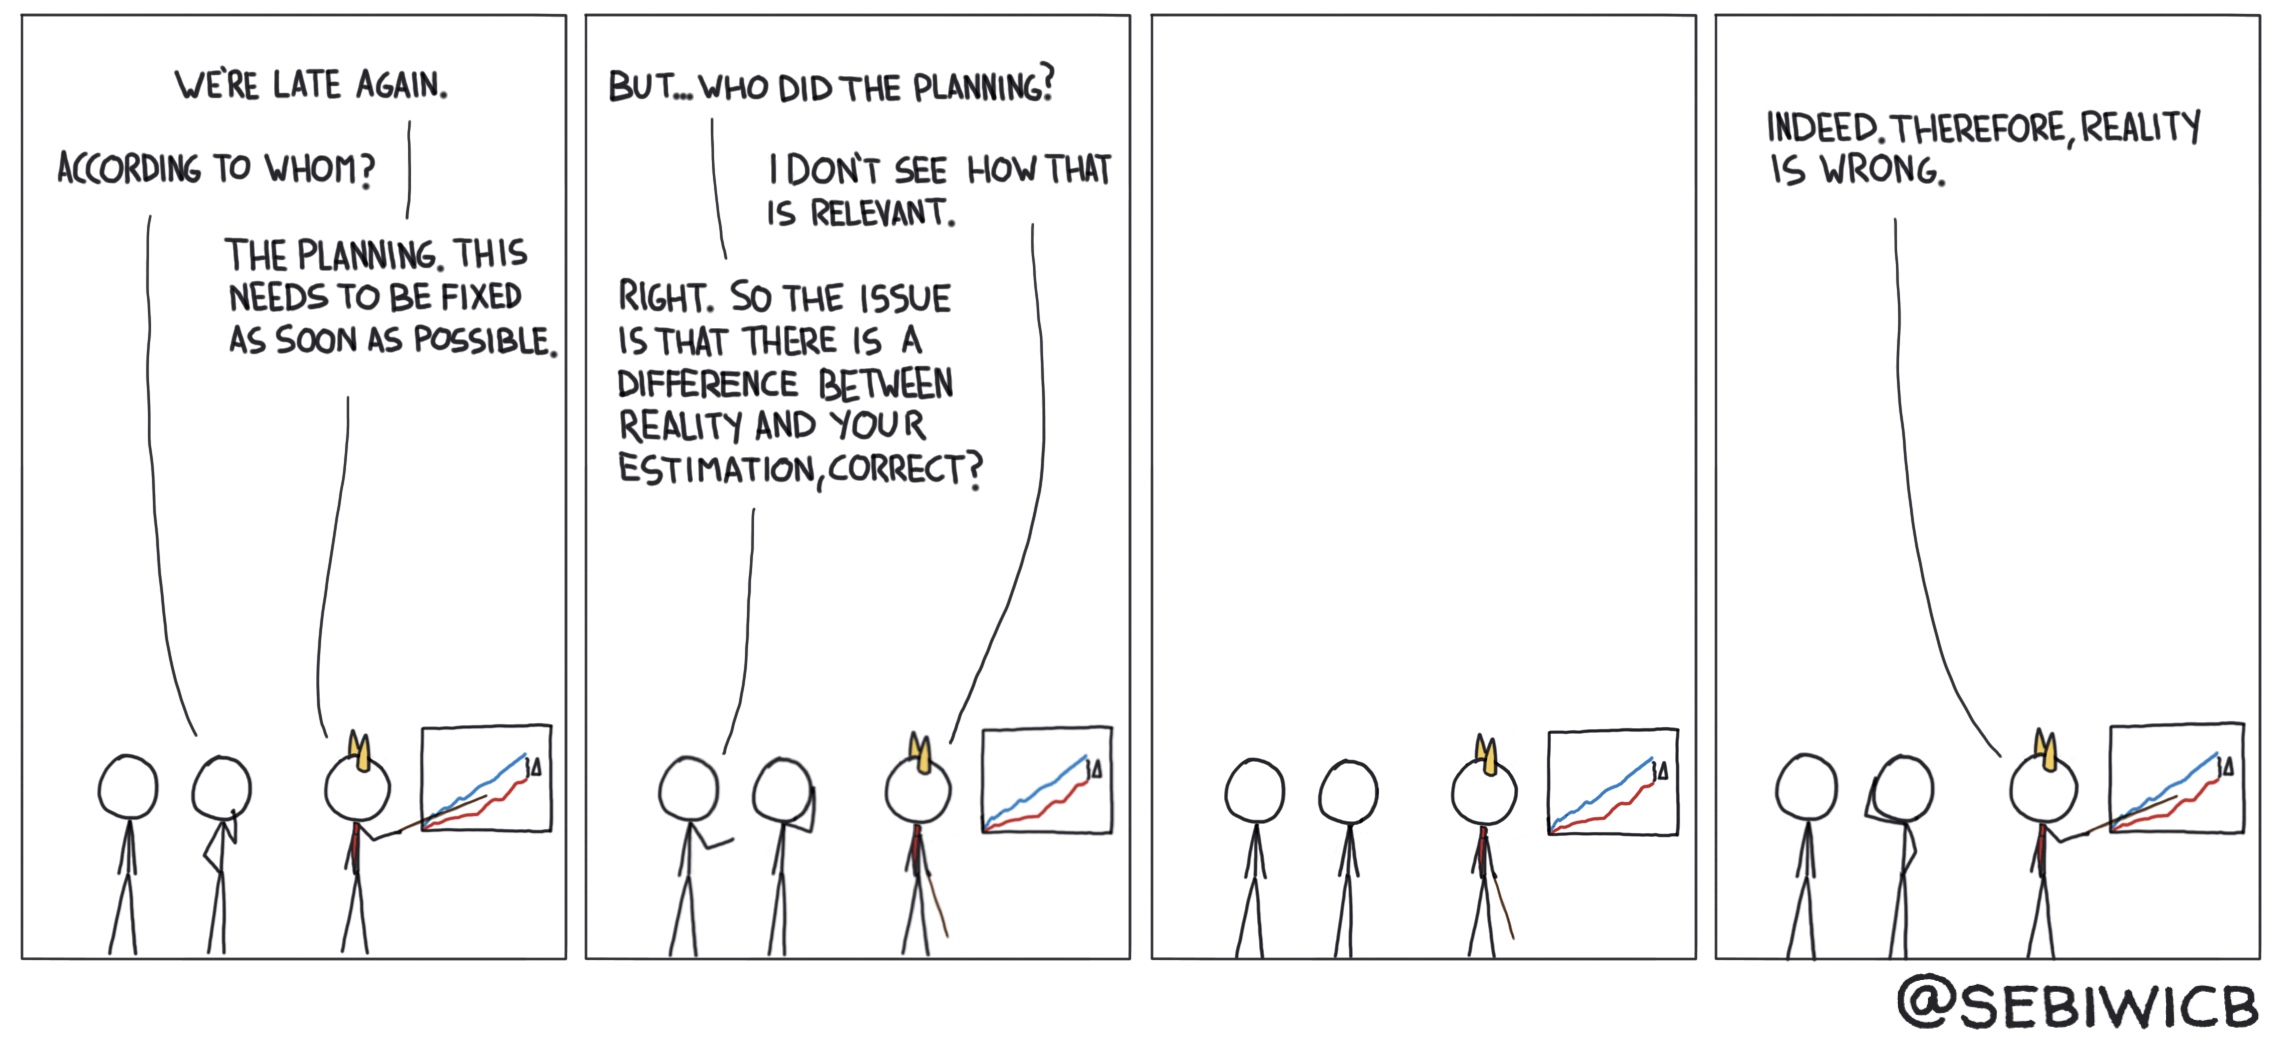 WE'RE LATE AGAIN.
ACCORDING TO WHOM?
THE PLANNING. THIS
NEEDS TO BE FIXED
AS SOON AS POSSIBLE.
Δ
BUT... WHO DID THE PLANNING?
I DON'T SEE HOW THAT
IS RELEVANT.
RIGHT. SO THE ISSUE
IS THAT THERE IS A
DIFFERENCE BETWEEN
REALITY AND YOUR
ESTIMATION, CORRECT?
Δ
Δ
INDEED. THEREFORE, REALITY
IS WRONG.
Δ
@SEBIWICB